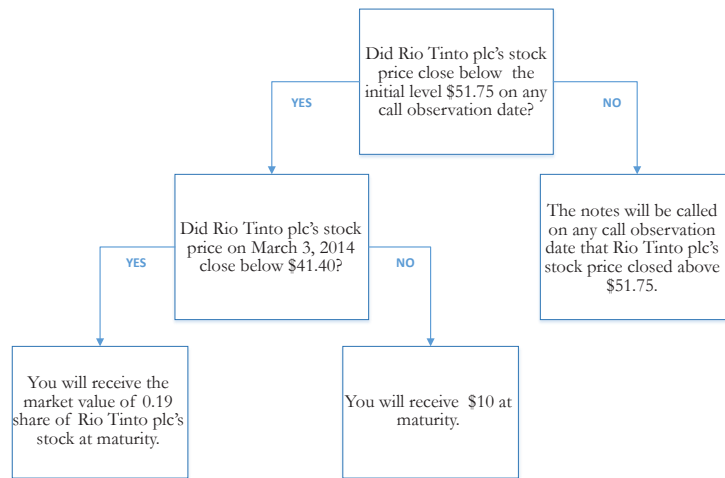 Did Rio Tinto plc's stock
price close below the
initial level $51.75 on any
call observation date?
YES
NO
Did Rio Tinto plc's stock
price on March 3, 2014
close below $41.40?
The notes will be called
on any call observation
date that Rio Tinto plc's
stock price closed above
$51.75.
YES
NO
You will receive the
market value of 0.19
share of Rio Tinto plc's
stock at maturity.
You will receive $10 at
maturity.